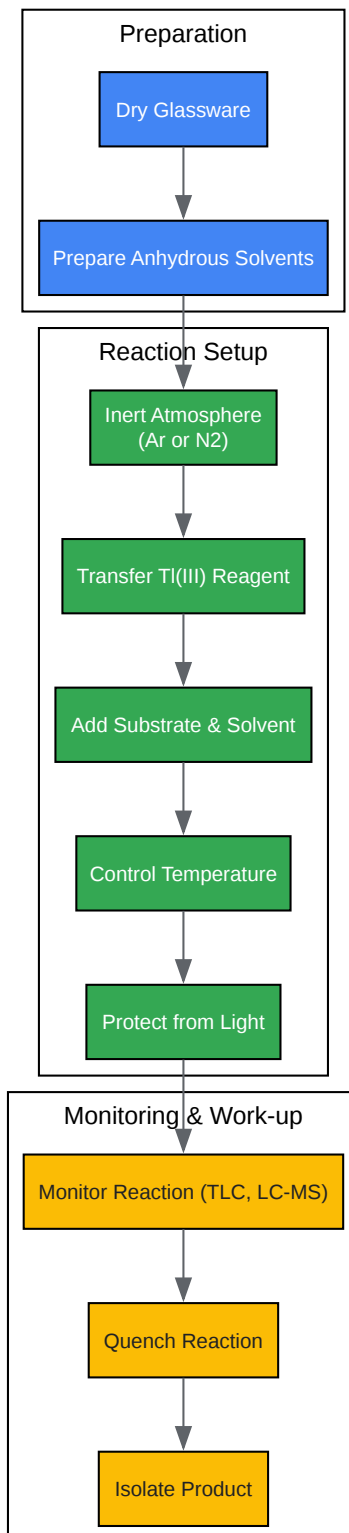 Preparation
Dry Glassware
Prepare Anhydrous Solvents
Reaction Setup
Inert Atmosphere
(Ar or N2)
Transfer Tl(III) Reagent
Add Substrate & Solvent
Control Temperature
Protect from Light
Monitoring & Work-up
Monitor Reaction (TLC, LC-MS)
Quench Reaction
Isolate Product